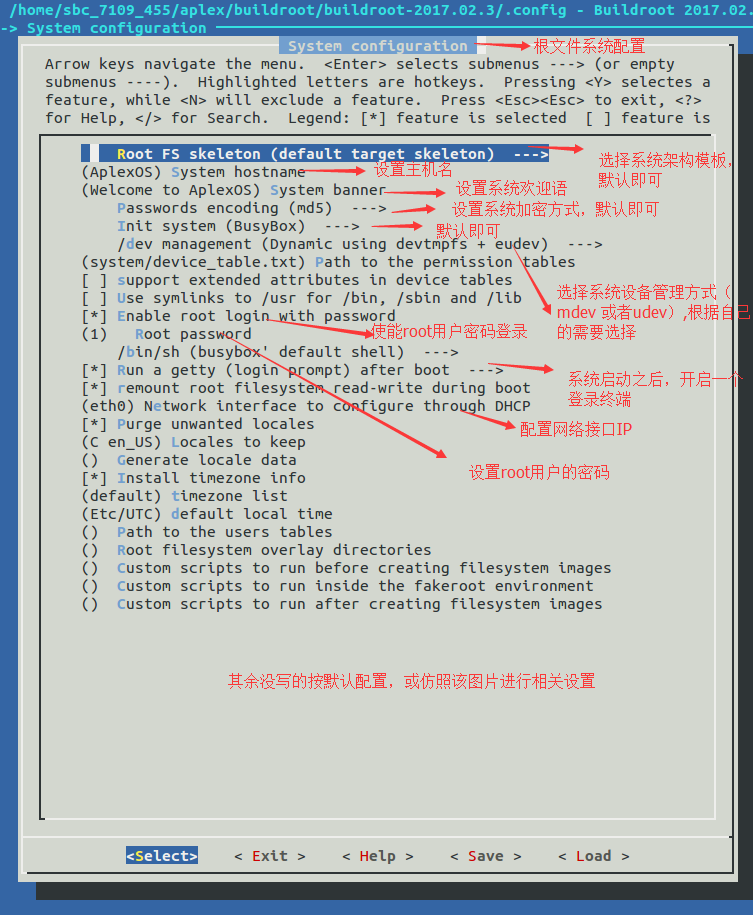 /home/sbc_7109_455/aplex/buildroot/buildroot-2017.02.3/.config - Buildroot 2017.02.
-> System configuration
System configuration 根文件系统配置
Arrow keys navigate the menu.  <Enter> selects submenus ---> (or empty
submenus ----).  Highlighted letters are hotkeys.  Pressing <Y> selectes a
feature, while <N> will exclude a feature.  Press <Esc><Esc> to exit, <?>
for Help, </> for Search.  Legend: [*] feature is selected  [ ] feature is
Root FS skeleton (default target skeleton)  --->
选择系统架构模板，
默认即可
(AplexOS) System hostname 设置主机名
(Welcome to AplexOS) System banner 设置系统欢迎语
Passwords encoding (md5)  ---> 设置系统加密方式，默认即可
Init system (BusyBox)  ---> 默认即可
/dev management (Dynamic using devtmpfs + eudev)  --->
(system/device_table.txt) Path to the permission tables
[ ] support extended attributes in device tables
[ ] Use symlinks to /usr for /bin, /sbin and /lib
选择系统设备管理方式（
mdev 或者udev）,根据自己
的需要选择
[*] Enable root login with password
(1)   Root password 使能root用户密码登录
/bin/sh (busybox' default shell)  --->
[*] Run a getty (login prompt) after boot  --->
系统启动之后，开启一个
登录终端
[*] remount root filesystem read-write during boot
(eth0) Network interface to configure through DHCP
[*] Purge unwanted locales 配置网络接口IP
(C en_US) Locales to keep
()  Generate locale data
设置root用户的密码
[*] Install timezone info
(default) timezone list
(Etc/UTC) default local time
()  Path to the users tables
()  Root filesystem overlay directories
()  Custom scripts to run before creating filesystem images
()  Custom scripts to run inside the fakeroot environment
()  Custom scripts to run after creating filesystem images
其余没写的按默认配置，或仿照该图片进行相关设置
<Select>    < Exit >    < Help >    < Save >    < Load >